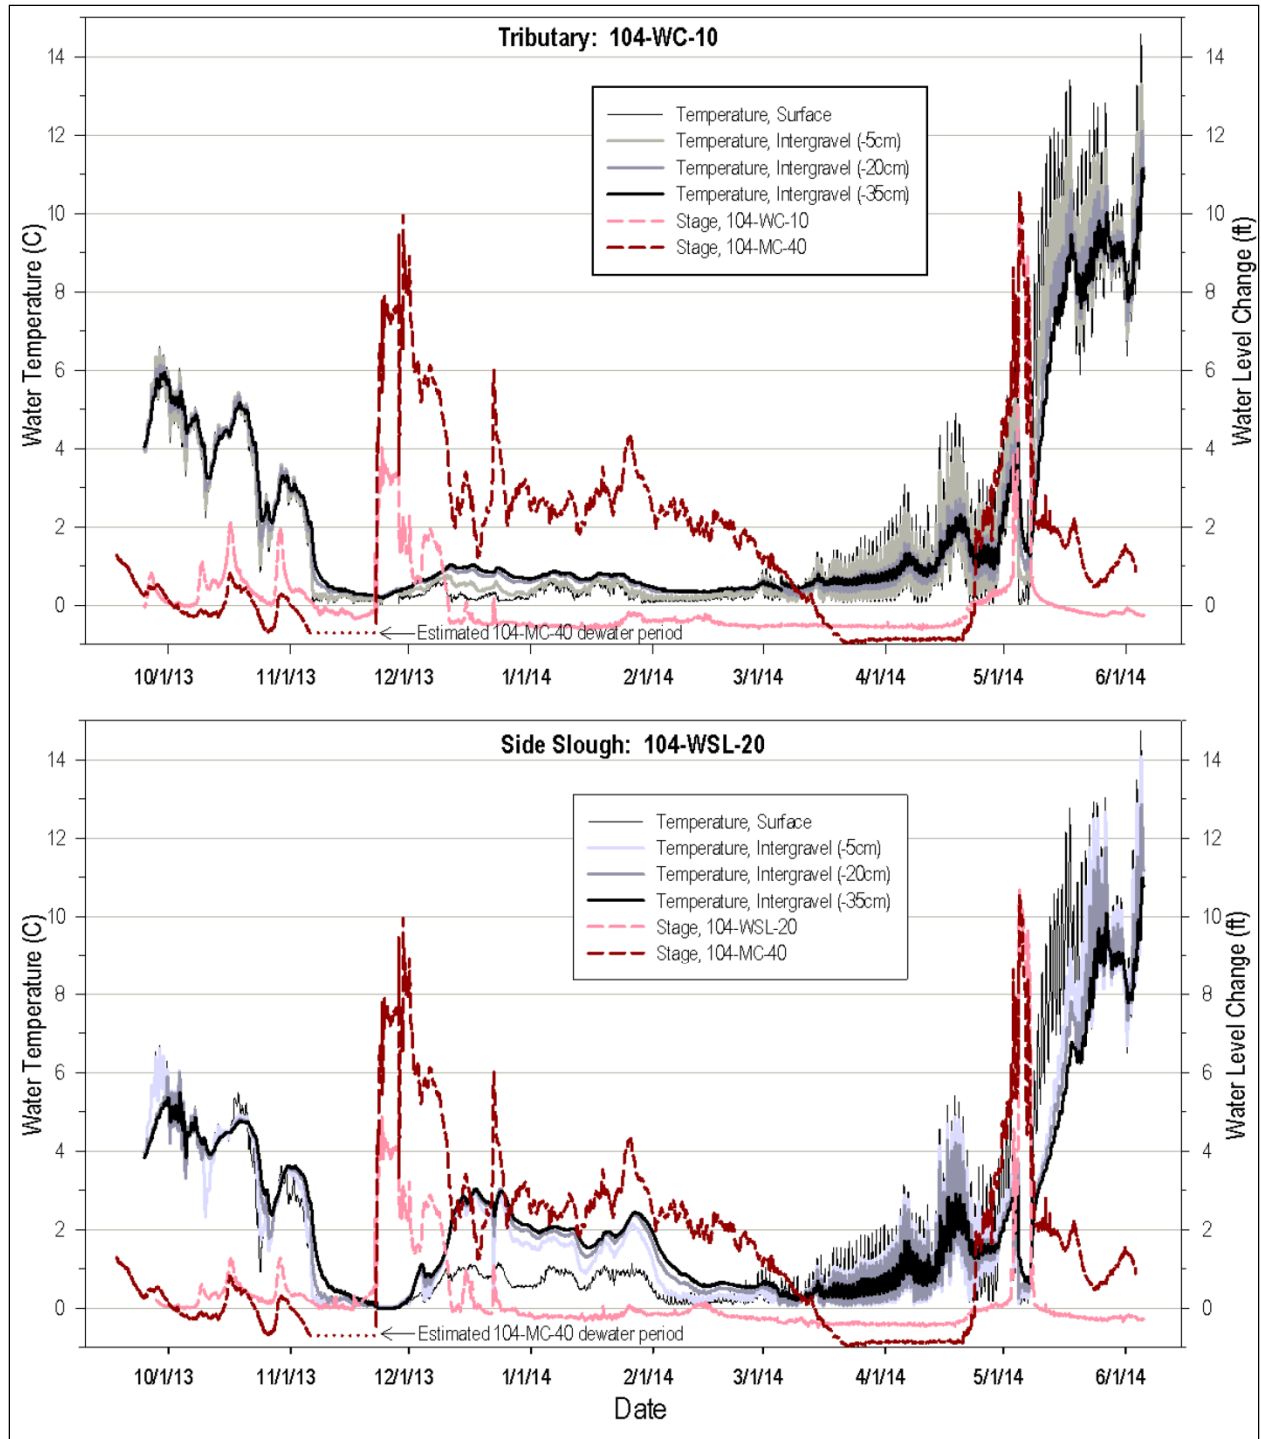 Tributary: 104-WC-10
Temperature, Surface
Temperature, Intergravel (-5cm)
Temperature, Intergravel (-20cm)
Temperature, Intergravel (-35cm)
Stage, 104-WC-10
Stage, 104-MC-40
Water Temperature (C)
Water Level Change (ft)
14 14
12 12
10 10
8 8
6 6
4 4
2 2
0 0
Estimated 104-MC-40 dewater period
10/1/13 11/1/13 12/1/13 1/1/14 2/1/14 3/1/14 4/1/14 5/1/14 6/1/14
Side Slough: 104-WSL-20
Temperature, Surface
Temperature, Intergravel (-5cm)
Temperature, Intergravel (-20cm)
Temperature, Intergravel (-35cm)
Stage, 104-WSL-20
Stage, 104-MC-40
Water Temperature (C)
Water Level Change (ft)
14 14
12 12
10 10
8 8
6 6
4 4
2 2
0 0
Estimated 104-MC-40 dewater period
10/1/13 11/1/13 12/1/13 1/1/14 2/1/14 3/1/14 4/1/14 5/1/14 6/1/14
Date